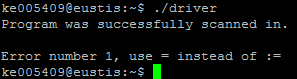 ke005409@eustis:~$ ./driver
Program was successfully scanned in.
Error number 1, use = instead of :=
ke005409@eustis:~$